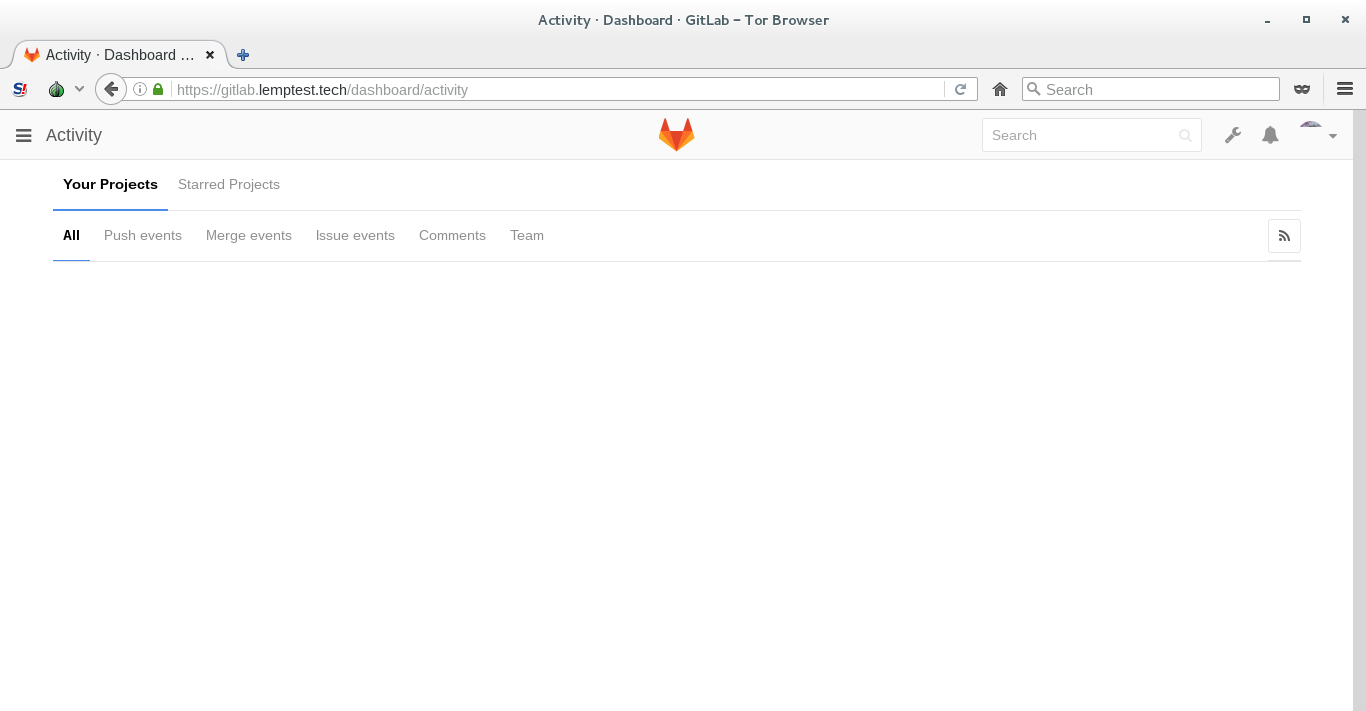 Activity · Dashboard · GitLab – Tor Browser
Activity · Dashboard …
S!
https://gitlab.lemptest.tech/dashboard/activity
Search
Activity
Search
Your Projects Starred Projects
All Push events Merge events Issue events Comments Team